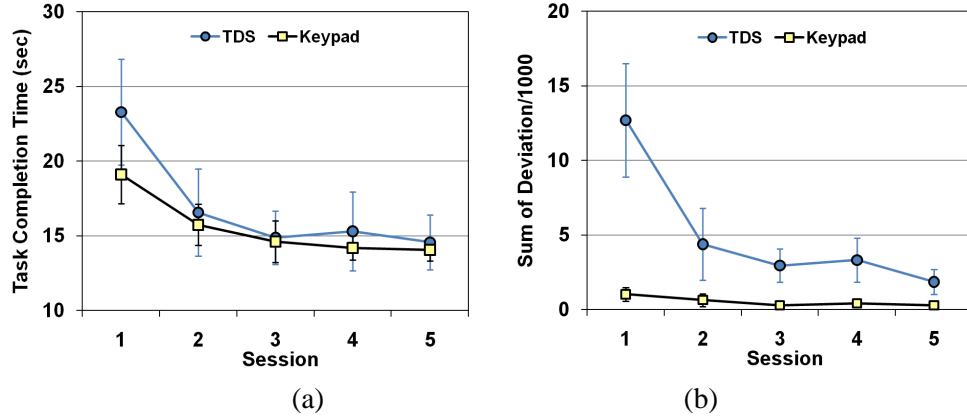 Task Completion Time (sec)
30
25
20
15
10
TDS
Keypad
1 2 3 4 5
Session
(a)
Sum of Deviation/1000
20
15
10
5
0
TDS
Keypad
1 2 3 4 5
Session
(b)